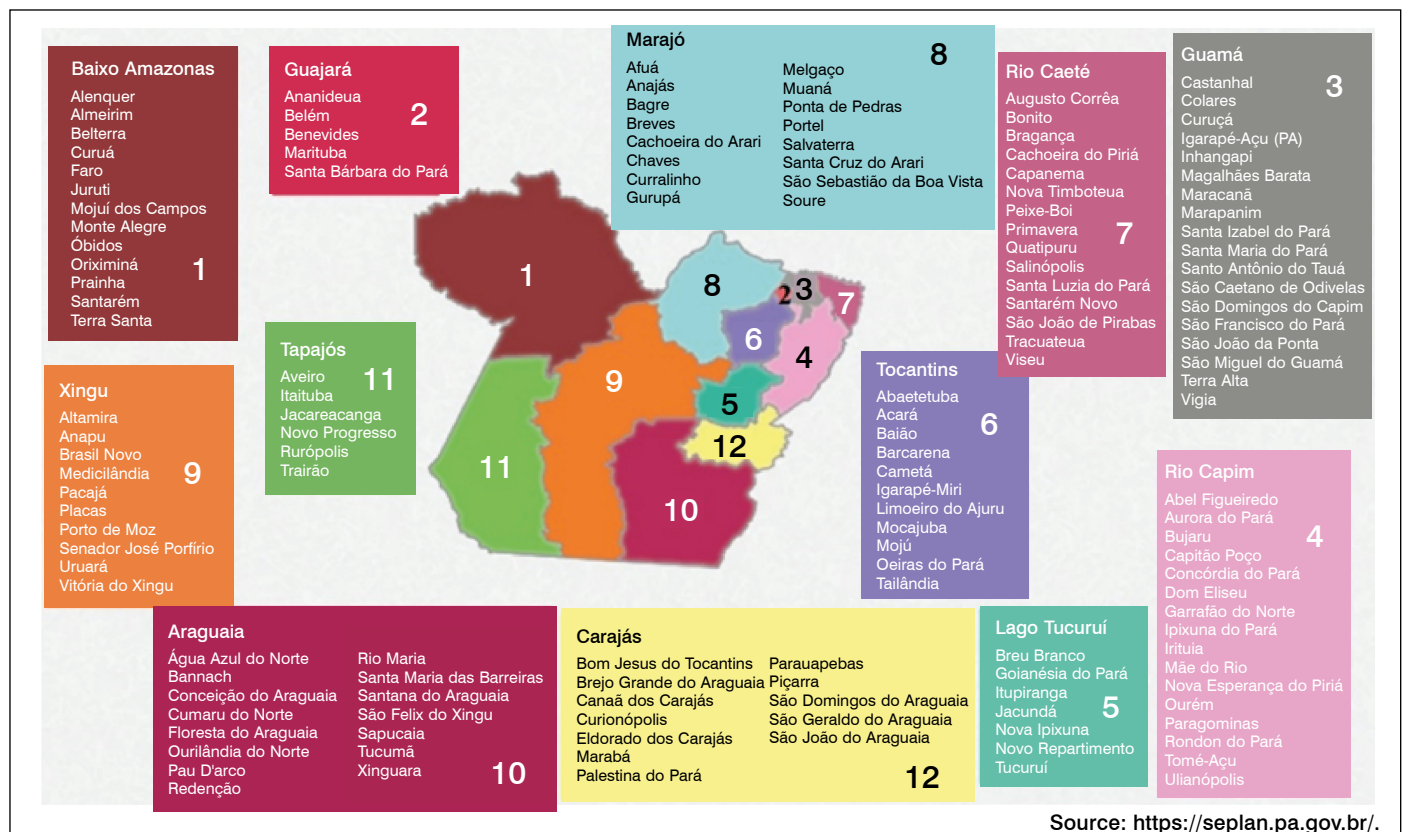 Baixo Amazonas
Alenquer
Almeirim
Belterra
Curuá
Faro
Juruti
Mojuí dos Campos
Monte Alegre
Óbidos
Oriximiná
Prainha
Santarém
Terra Santa
1
Guajará
Ananideua
Belém
Benevides
Marituba
Santa Bárbara do Pará
2
Marajó
Afuá
Anajás
Bagre
Breves
Cachoeira do Arari
Chaves
Curralinho
Gurupá
Melgaço
Muaná
Ponta de Pedras
Portel
Salvaterra
Santa Cruz do Arari
São Sebastião da Boa Vista
Soure
8
Rio Caeté
Augusto Corrêa
Bonito
Bragança
Cachoeira do Piriá
Capanema
Nova Timboteua
Peixe-Boi
Primavera
Quatipuru
Salinópolis
Santa Luzia do Pará
Santarém Novo
São João de Pirabas
Tracuateua
Viseu
7
Guamá
Castanhal
Colares
Curuçá
Igarapé-Açu (PA)
Inhangapi
Magalhães Barata
Maracanã
Marapanim
Santa Izabel do Pará
Santa Maria do Pará
Santo Antônio do Tauá
São Caetano de Odivelas
São Domingos do Capim
São Francisco do Pará
São João da Ponta
São Miguel do Guamá
Terra Alta
Vigia
3
1
8
2
3
7
6
4
9
5
12
11
10
Tapajós
Aveiro
Itaituba
Jacareacanga
Novo Progresso
Rurópolis
Trairão
11
Xingu
Altamira
Anapu
Brasil Novo
Medicilândia
Pacajá
Placas
Porto de Moz
Senador José Porfírio
Uruará
Vitória do Xingu
9
Tocantins
Abaetetuba
Acará
Baião
Barcarena
Cametá
Igarapé-Miri
Limoeiro do Ajuru
Mocajuba
Mojú
Oeiras do Pará
Tailândia
6
Rio Capim
Abel Figueiredo
Aurora do Pará
Bujaru
Capitão Poço
Concórdia do Pará
Dom Eliseu
Garrafão do Norte
Ipixuna do Pará
Irituia
Mãe do Rio
Nova Esperança do Piriá
Ourém
Paragominas
Rondon do Pará
Tomé-Açu
Ulianópolis
4
Araguaia
Água Azul do Norte
Bannach
Conceição do Araguaia
Cumaru do Norte
Floresta do Araguaia
Ourilândia do Norte
Pau D'arco
Redenção
Rio Maria
Santa Maria das Barreiras
Santana do Araguaia
São Felix do Xingu
Sapucaia
Tucumã
Xinguara
10
Carajás
Bom Jesus do Tocantins
Brejo Grande do Araguaia
Canaã dos Carajás
Curionópolis
Eldorado dos Carajás
Marabá
Palestina do Pará
Parauapebas
Piçarra
São Domingos do Araguaia
São Geraldo do Araguaia
São João do Araguaia
12
Lago Tucuruí
Breu Branco
Goianésia do Pará
Itupiranga
Jacundá
Nova Ipixuna
Novo Repartimento
Tucuruí
5
Source: https://seplan.pa.gov.br/.